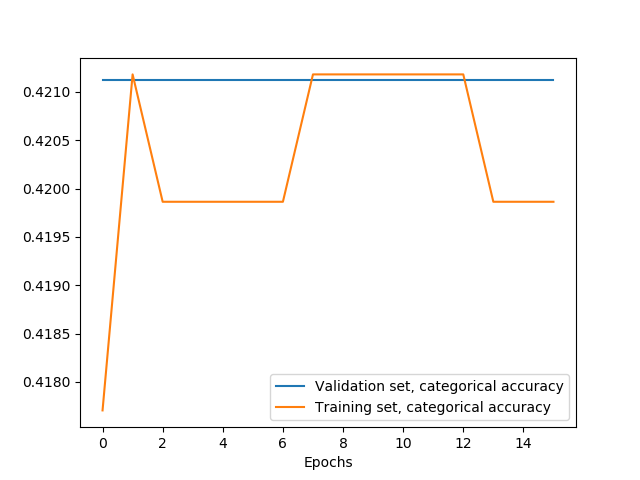 0.4210
0.4205
0.4200
0.4195
0.4190
0.4185
0.4180
Validation set, categorical accuracy
Training set, categorical accuracy
0 2 4 6 8 10 12 14
Epochs